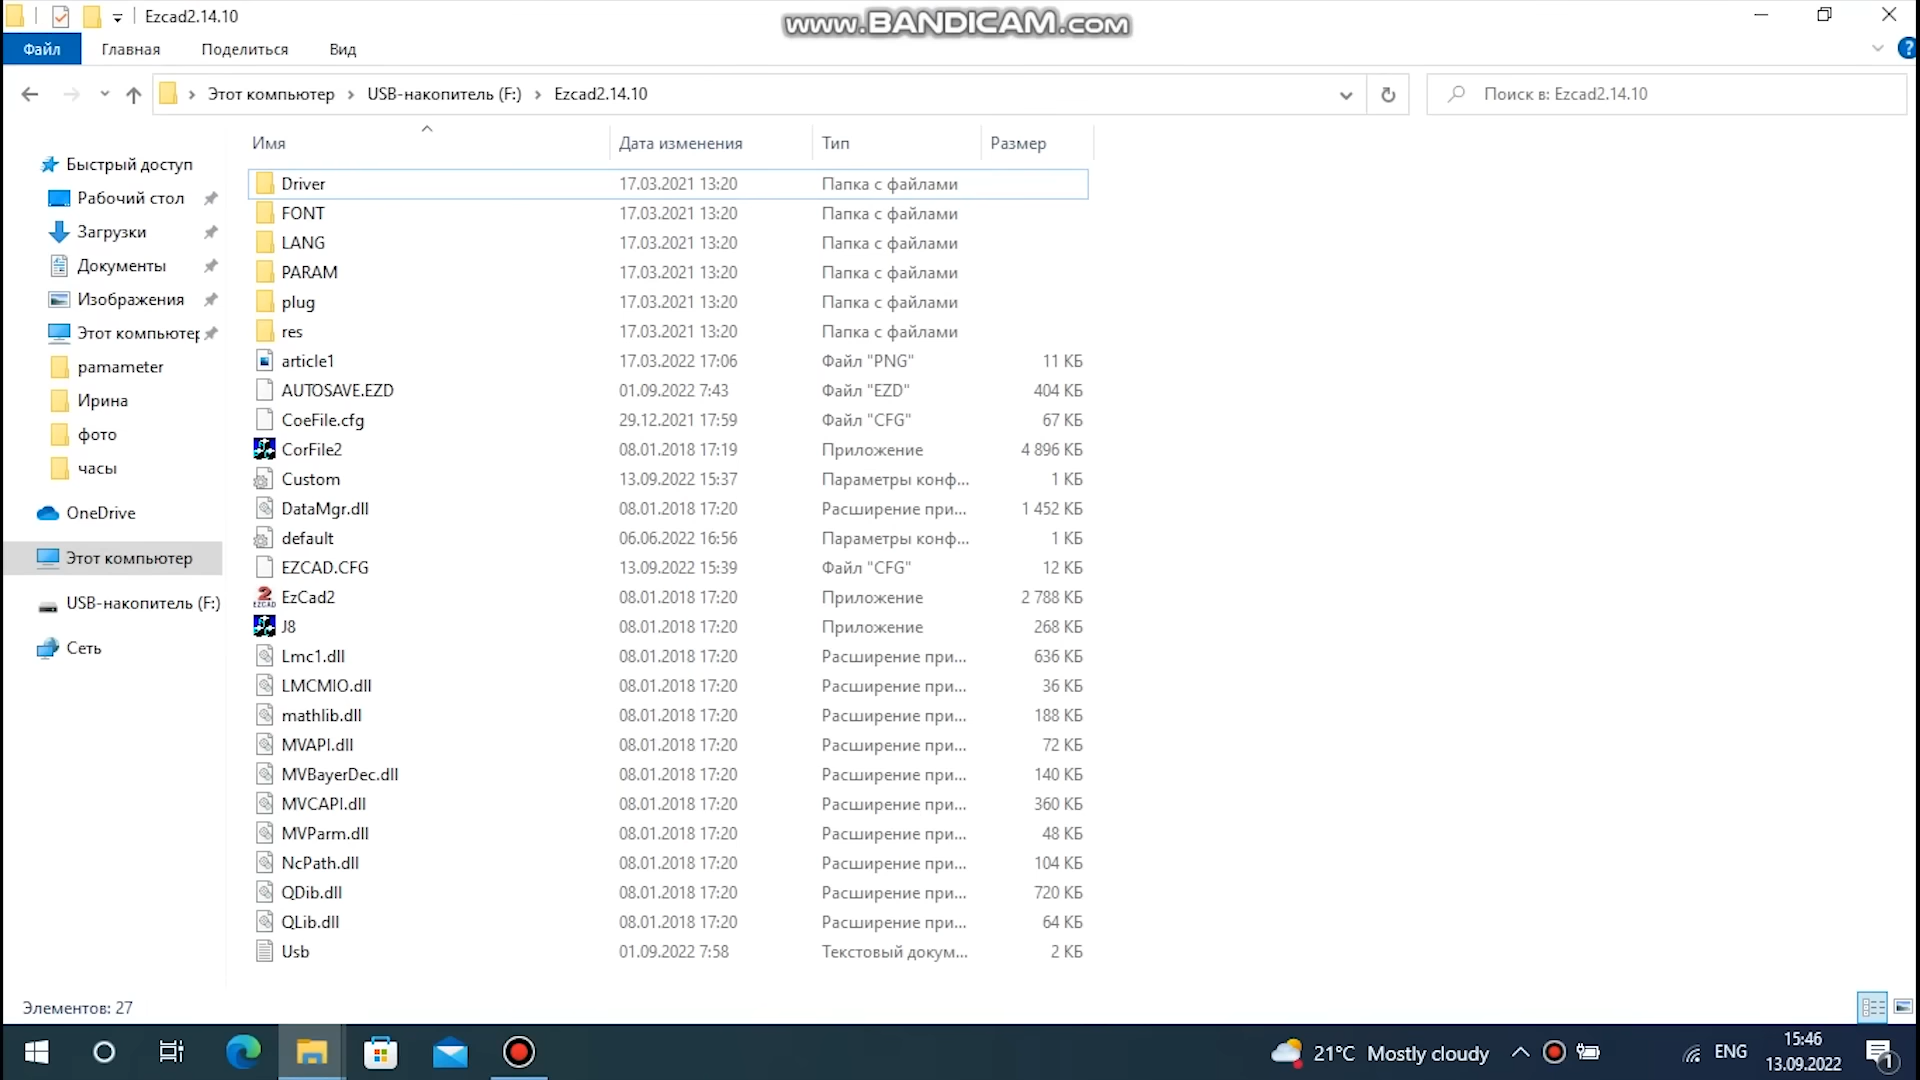 Ezcad2.14.10
www.BANDICAM.com
Файл Главная Поделиться Вид
Этот компьютер USB-накопитель (F:) Ezcad2.14.10
Поиск в: Ezcad2.14.10
Быстрый доступ
Рабочий стол
Загрузки
Документы
Изображения
Этот компьютер
pamameter
Ирина
фото
часы
OneDrive
Этот компьютер
USB-накопитель (F:)
Сеть
Имя Дата изменения Тип Размер
Driver 17.03.2021 13:20 Папка с файлами
FONT 17.03.2021 13:20 Папка с файлами
LANG 17.03.2021 13:20 Папка с файлами
PARAM 17.03.2021 13:20 Папка с файлами
plug 17.03.2021 13:20 Папка с файлами
res 17.03.2021 13:20 Папка с файлами
article1 17.03.2022 17:06 Файл "PNG" 11 КБ
AUTOSAVE.EZD 01.09.2022 7:43 Файл "EZD" 404 КБ
CoeFile.cfg 29.12.2021 17:59 Файл "CFG" 67 КБ
CorFile2 08.01.2018 17:19 Приложение 4 896 КБ
Custom 13.09.2022 15:37 Параметры конф... 1 КБ
DataMgr.dll 08.01.2018 17:20 Расширение при... 1 452 КБ
default 06.06.2022 16:56 Параметры конф... 1 КБ
EZCAD.CFG 13.09.2022 15:39 Файл "CFG" 12 КБ
EzCad2 08.01.2018 17:20 Приложение 2 788 КБ
J8 08.01.2018 17:20 Приложение 268 КБ
Lmc1.dll 08.01.2018 17:20 Расширение при... 636 КБ
LMCMIO.dll 08.01.2018 17:20 Расширение при... 36 КБ
mathlib.dll 08.01.2018 17:20 Расширение при... 188 КБ
MVAPI.dll 08.01.2018 17:20 Расширение при... 72 КБ
MVBayerDec.dll 08.01.2018 17:20 Расширение при... 140 КБ
MVCAPI.dll 08.01.2018 17:20 Расширение при... 360 КБ
MVParm.dll 08.01.2018 17:20 Расширение при... 48 КБ
NcPath.dll 08.01.2018 17:20 Расширение при... 104 КБ
QDib.dll 08.01.2018 17:20 Расширение при... 720 КБ
QLib.dll 08.01.2018 17:20 Расширение при... 64 КБ
Usb 01.09.2022 7:58 Текстовый докум... 2 КБ
Элементов: 27
21°C Mostly cloudy
ENG
15:46
13.09.2022
1